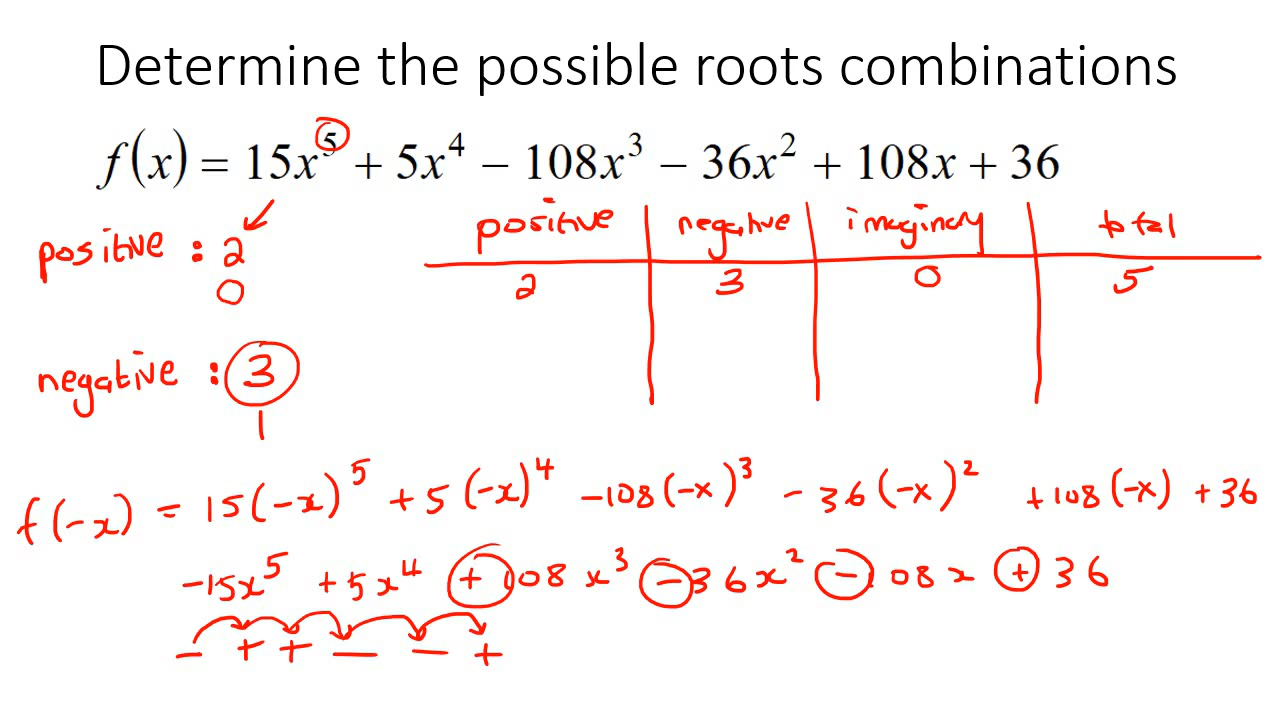 Determine the possible roots combinations
f(x) = 15x⁵ + 5x⁴ − 108x³ − 36x² + 108x + 36
positive negative imaginary total
positive : 2
0
2 3 0 5
negative : 3
1
f(-x) = 15(-x)⁵ + 5(-x)⁴ -108(-x)³ - 36(-x)² +108(-x) +36
-15x⁵ +5x⁴ +108x³ -36x² -108x +36
- + + - - +